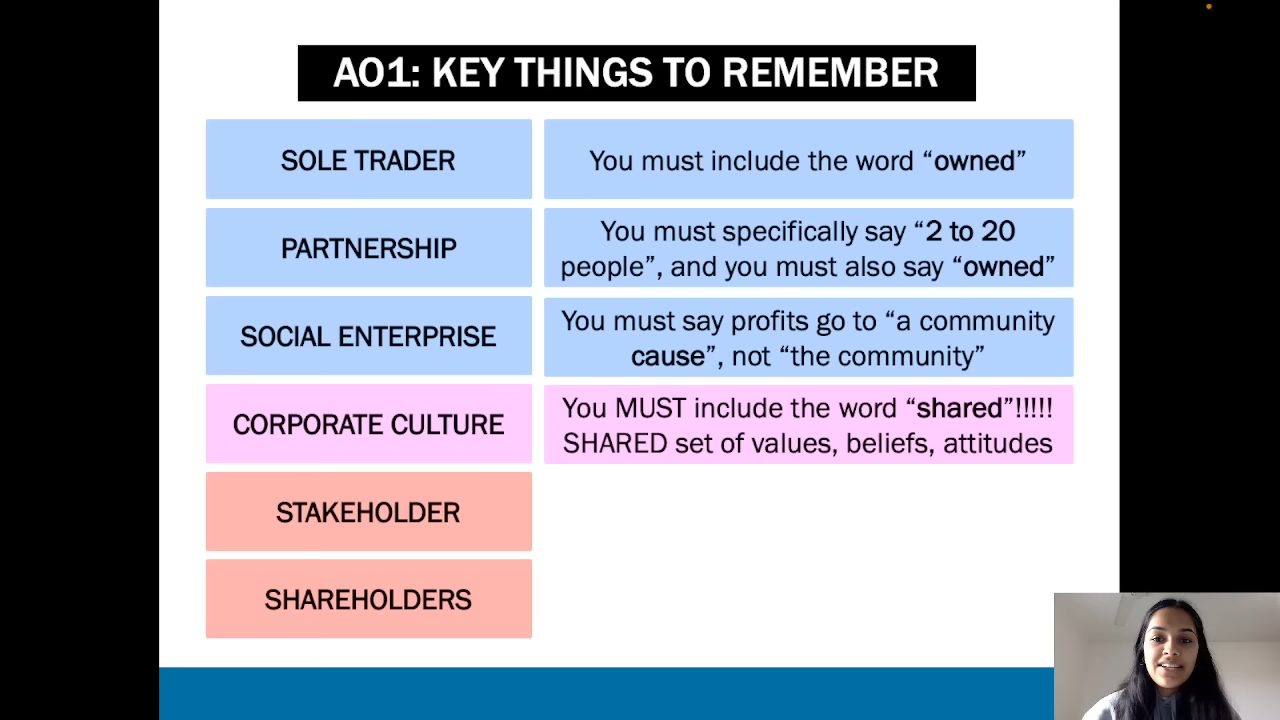 AO1: KEY THINGS TO REMEMBER
SOLE TRADER
You must include the word “owned”
PARTNERSHIP
You must specifically say “2 to 20
people”, and you must also say “owned”
SOCIAL ENTERPRISE
You must say profits go to “a community
cause”, not “the community”
CORPORATE CULTURE
You MUST include the word “shared”!!!!!
SHARED set of values, beliefs, attitudes
STAKEHOLDER
SHAREHOLDERS